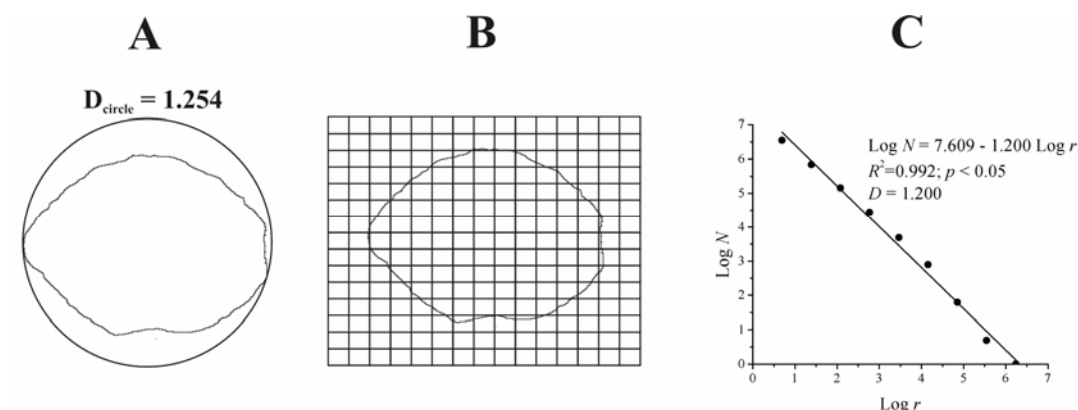 A
B
C
D_circle = 1.254
Log N = 7.609 - 1.200 Log r
R²=0.992; p < 0.05
D = 1.200
7
6
5
4
3
2
1
0
Log N
0 1 2 3 4 5 6 7
Log r